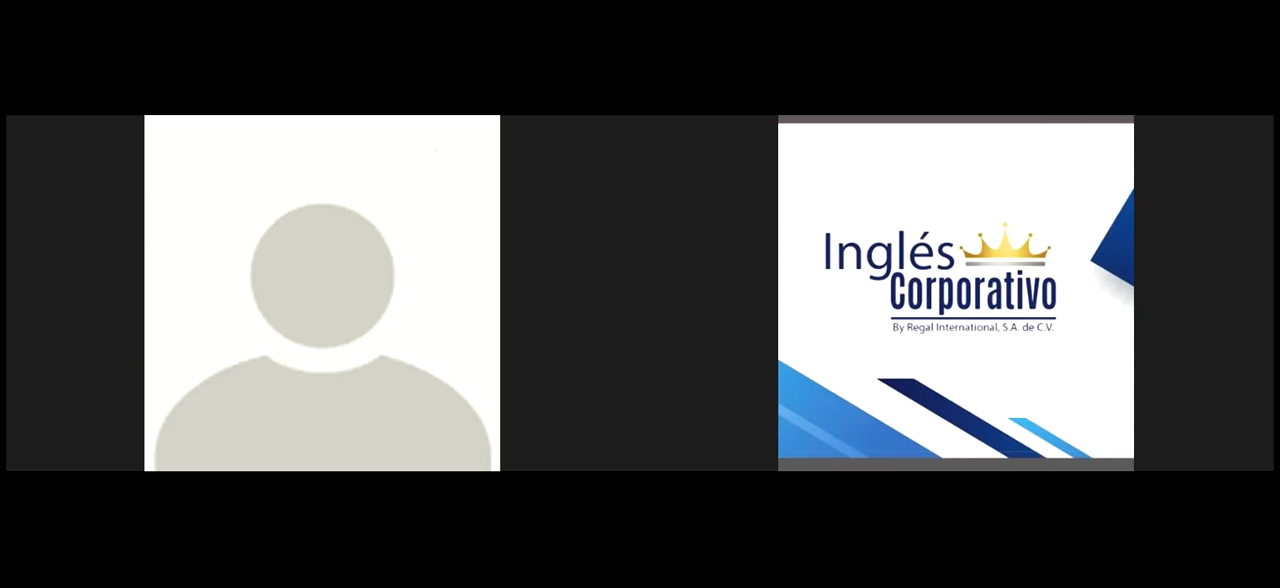 Inglés
Corporativo
By Regal International, S.A. de C.V.